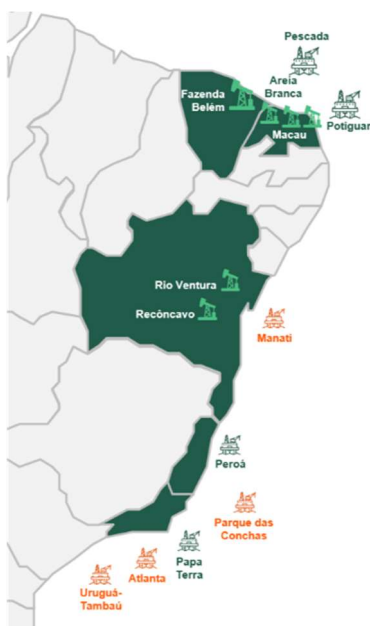 Pescada
Areia
Branca
Fazenda
Belém
Potiguar
Macau
Rio Ventura
Recôncavo
Manati
Peroá
Parque das
Conchas
Papa
Terra
Atlanta
Uruguá-
Tambaú